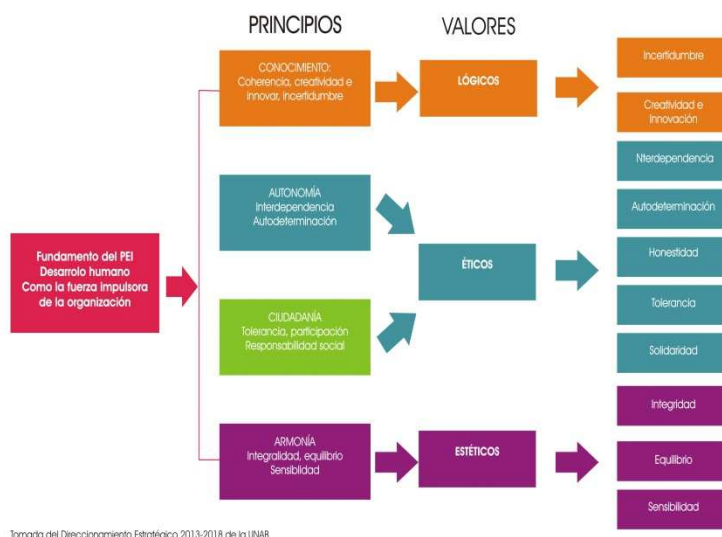 PRINCIPIOS
VALORES
Fundamento del PEI
Desarrolo humano
Como la fuerza impulsora
de la organización
CONOCIMIENTO:
Coherencia, creatividad e
innovar, incertidumbre
AUTONOMÍA
Interdependencia
Autodeterminación
CIUDADANÍA
Tolerancia, participación
Responsabilidad social
ARMONÍA
Integralidad, equilibrio
Sensiblidad
LÓGICOS
ÉTICOS
ESTÉTICOS
Incertidumbre
Creatividad e
Innovación
Nterdependencia
Autodeterminación
Honestidad
Tolerancia
Solidaridad
Integridad
Equilibrio
Sensibilidad
Tomada del Direccionamiento Estratégico 2013-2018 de la UNAB